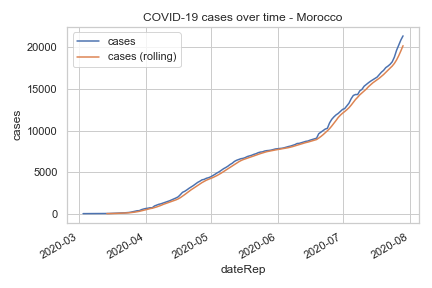 COVID-19 cases over time - Morocco
cases
cases (rolling)
20000
15000
10000
5000
0
cases
2020-03
2020-04
2020-05
2020-06
2020-07
2020-08
dateRep